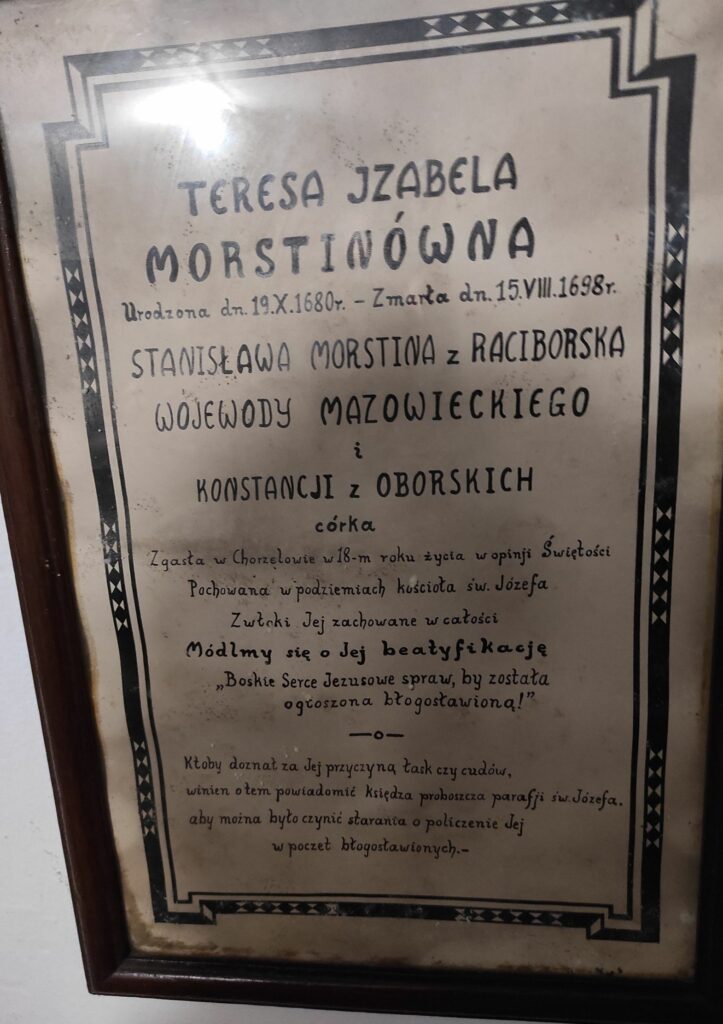 TERESA JZABELA
MORSTINÓWNA
Urodzona dn. 19.X.1680r. – Zmarła dn. 15.VIII.1698r.
STANISŁAWA MORSTINA z RACIBORSKA
WOJEWODY MAZOWIECKIEGO
i
KONSTANCJI z OBORSKICH
córka
Zgasła w Chorzelowie w 18-m roku życia w opinji Świętości
Pochowana w podziemiach kościoła św. Józefa
Zwłoki Jej zachowane w całości
Módlmy się o Jej beatyfikację
„Boskie Serce Jezusowe spraw, by została
ogłoszona błogosławioną!”
—o—
Ktoby doznał za Jej przyczyną łask czy cudów,
winien o tem powiadomić księdza proboszcza parafji św. Józefa.
aby można było czynić starania o policzenie Jej
w poczet błogosławionych.–